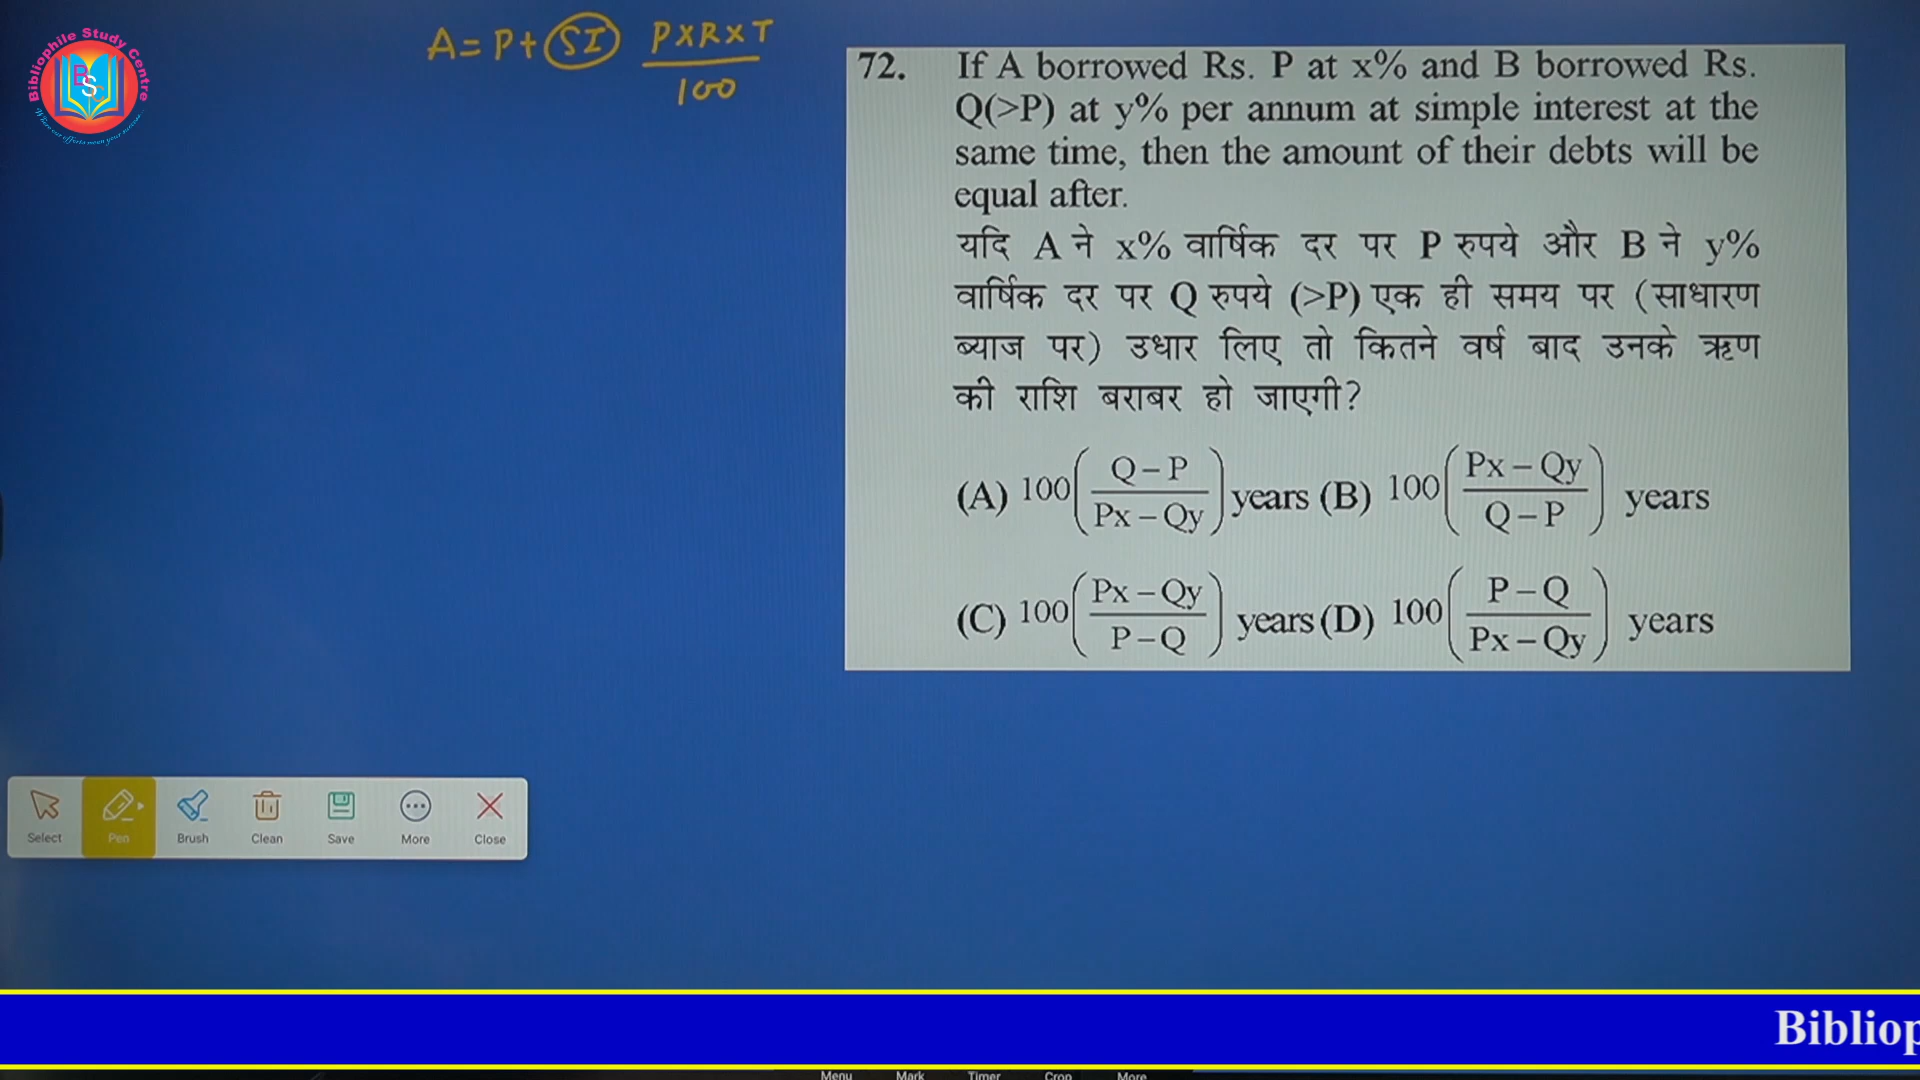 Bibliophile Study Centre
BSC
A = P + SI P×R×T
100
72. If A borrowed Rs. P at x% and B borrowed Rs.
Q(>P) at y% per annum at simple interest at the
same time, then the amount of their debts will be
equal after.
यदि A ने x% वार्षिक दर पर P रुपये और B ने y%
वार्षिक दर पर Q रुपये (>P) एक ही समय पर (साधारण
ब्याज पर) उधार लिए तो कितने वर्ष बाद उनके ऋण
की राशि बराबर हो जाएगी?
(A) 100((Q – P)/(Px – Qy)) years (B) 100((Px – Qy)/(Q – P)) years
(C) 100((Px – Qy)/(P – Q)) years (D) 100((P – Q)/(Px – Qy)) years
Select Pen Brush Clean Save More Close
Bibliop
Menu Mark Timer Crop More